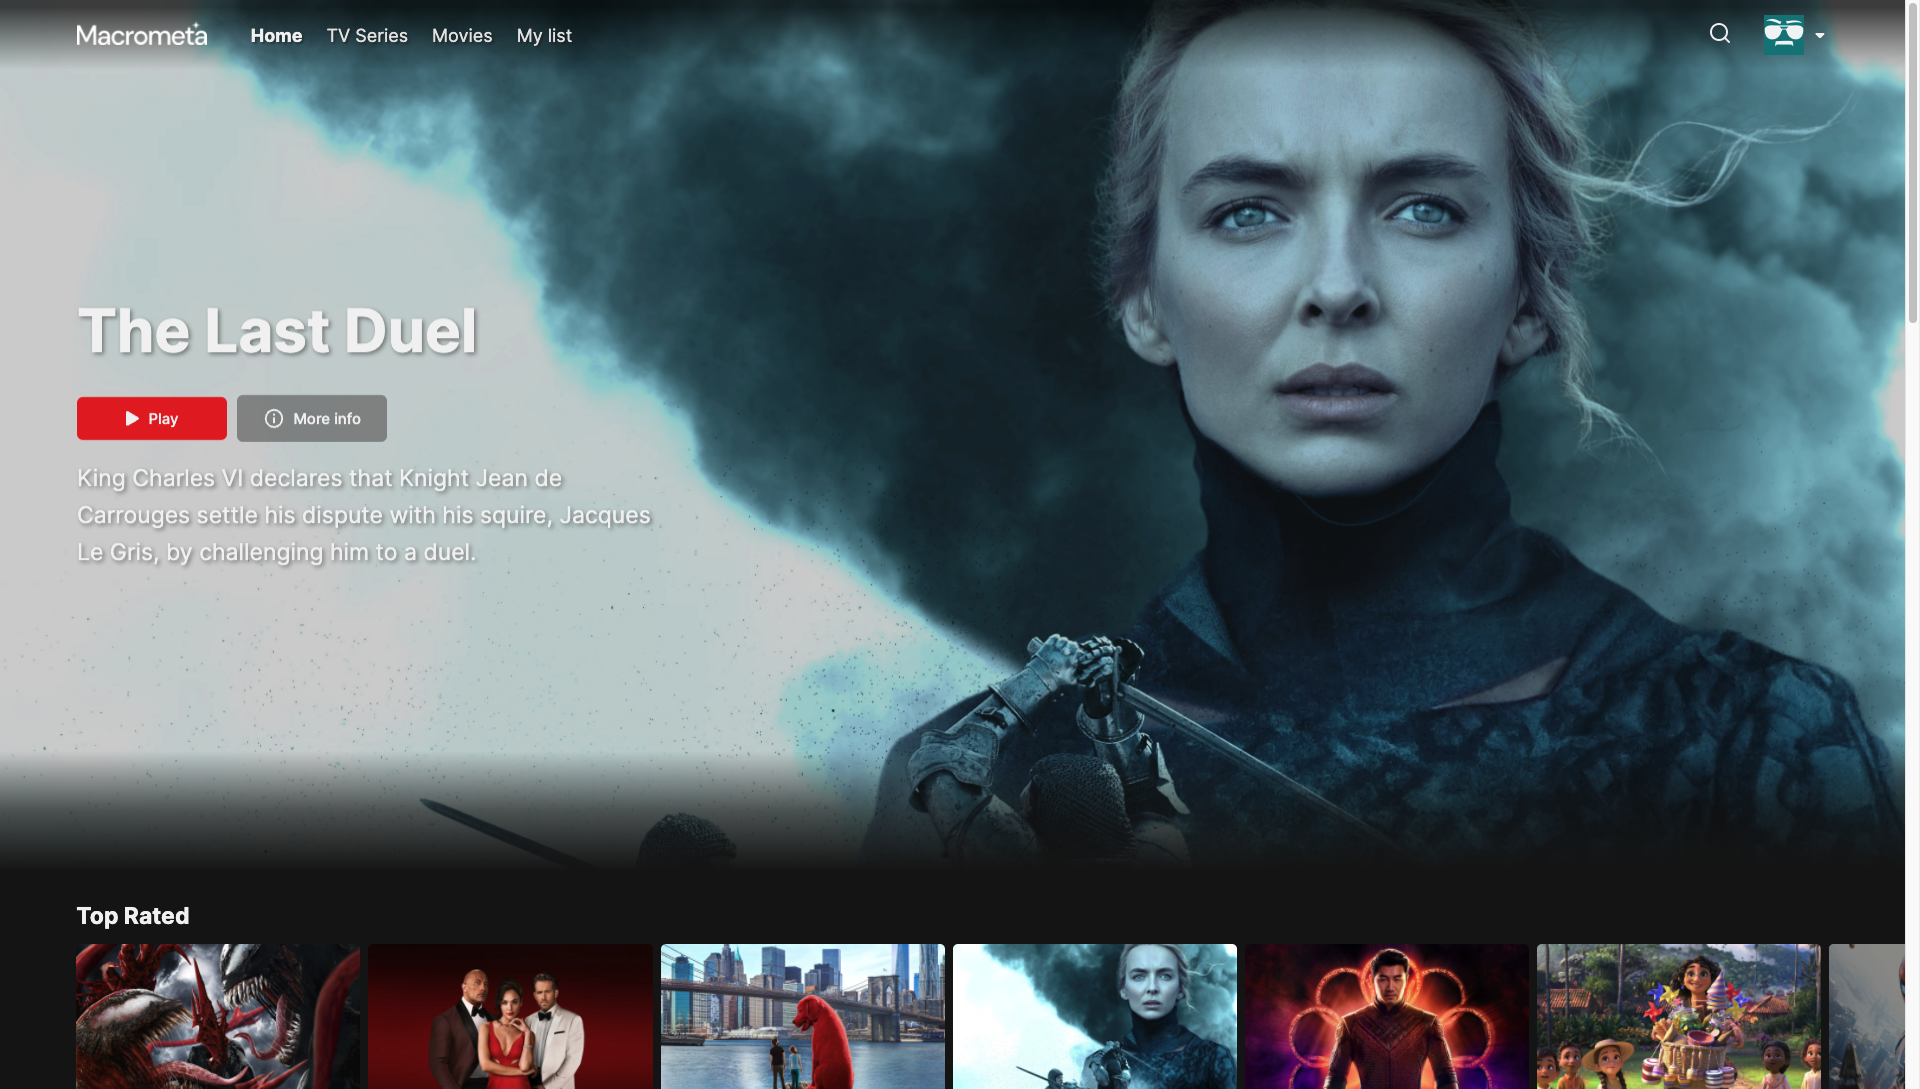 Macrometa
Home
TV Series
Movies
My list
The Last Duel
Play
More info
King Charles VI declares that Knight Jean de
Carrouges settle his dispute with his squire, Jacques
Le Gris, by challenging him to a duel.
Top Rated